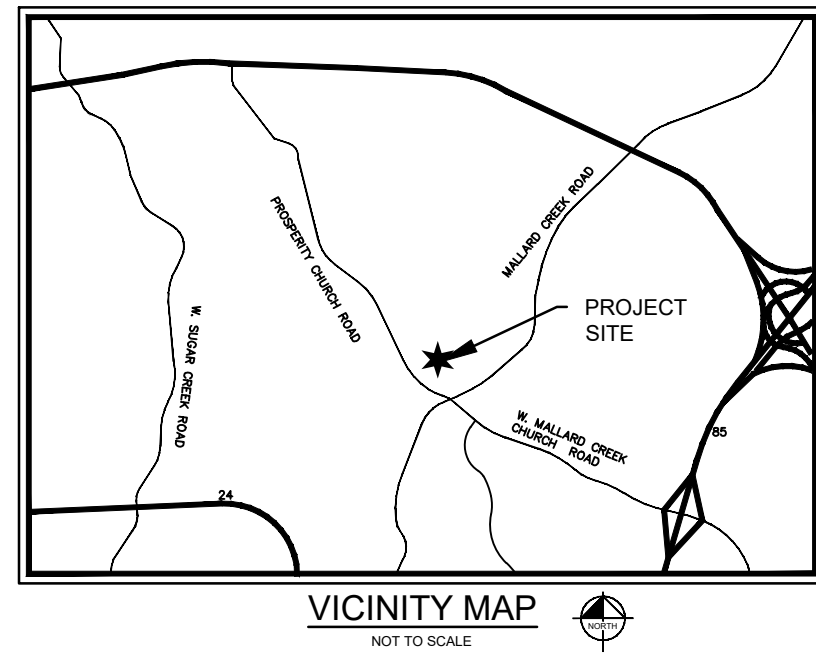 MALLARD CREEK ROAD
PROSPERITY CHURCH ROAD
PROJECT
SITE
W. SUGAR CREEK ROAD
W. MALLARD CREEK
CHURCH ROAD
85
24
VICINITY MAP
NORTH
NOT TO SCALE